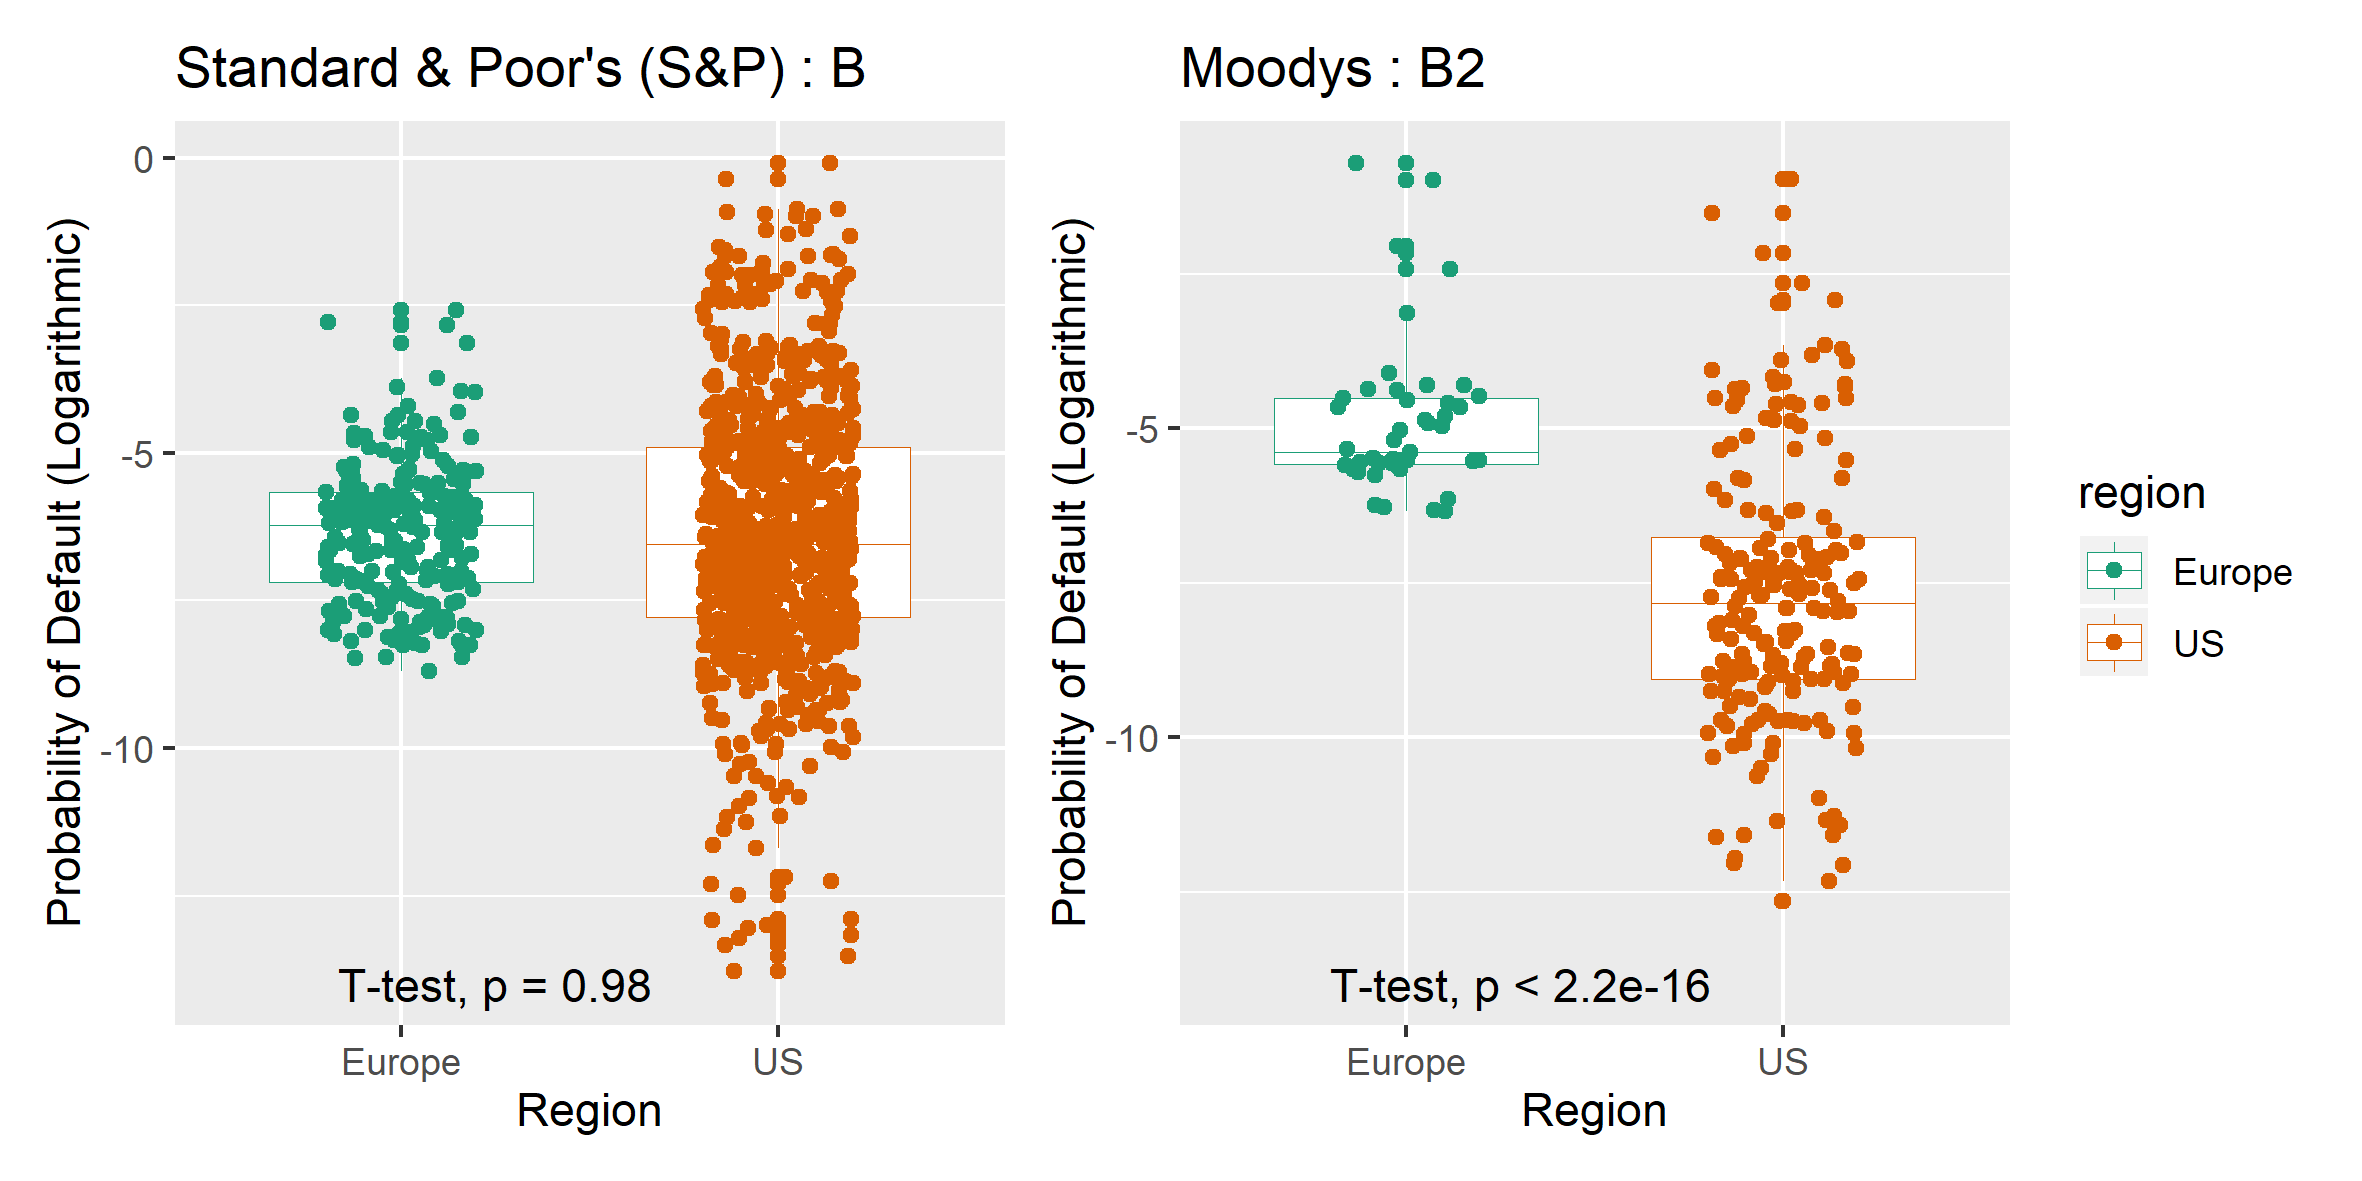 Standard & Poor's (S&P) : B
Probability of Default (Logarithmic)
0
-5
-10
T-test, p = 0.98
Europe
US
Region
Moodys : B2
Probability of Default (Logarithmic)
-5
-10
T-test, p < 2.2e-16
Europe
US
Region
region
Europe
US